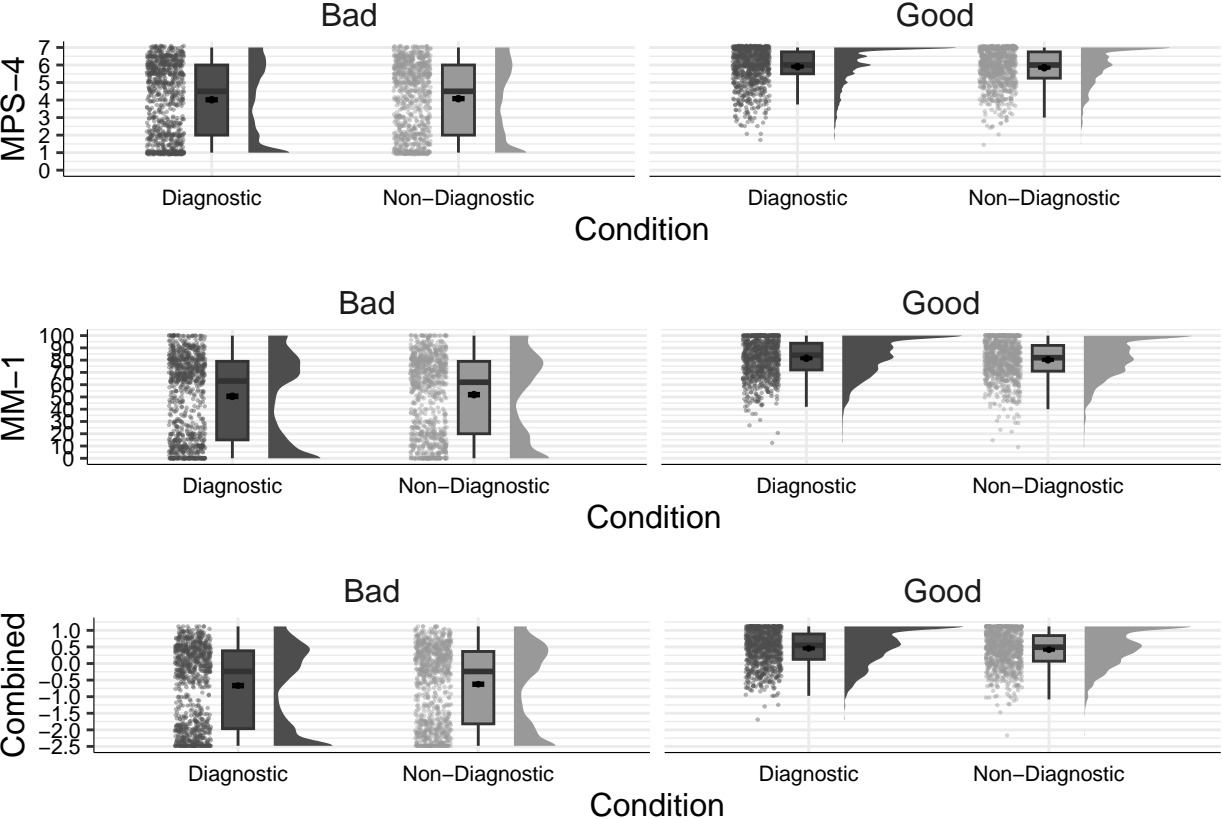 Bad Good
MPS−4
7
6
5
4
3
2
1
0
Diagnostic Non−Diagnostic Diagnostic Non−Diagnostic
Condition
Bad Good
MM−1
100
90
80
70
60
50
40
30
20
10
0
Diagnostic Non−Diagnostic Diagnostic Non−Diagnostic
Condition
Bad Good
Combined
1.0
0.5
0.0
−0.5
−1.0
−1.5
−2.0
−2.5
Diagnostic Non−Diagnostic Diagnostic Non−Diagnostic
Condition